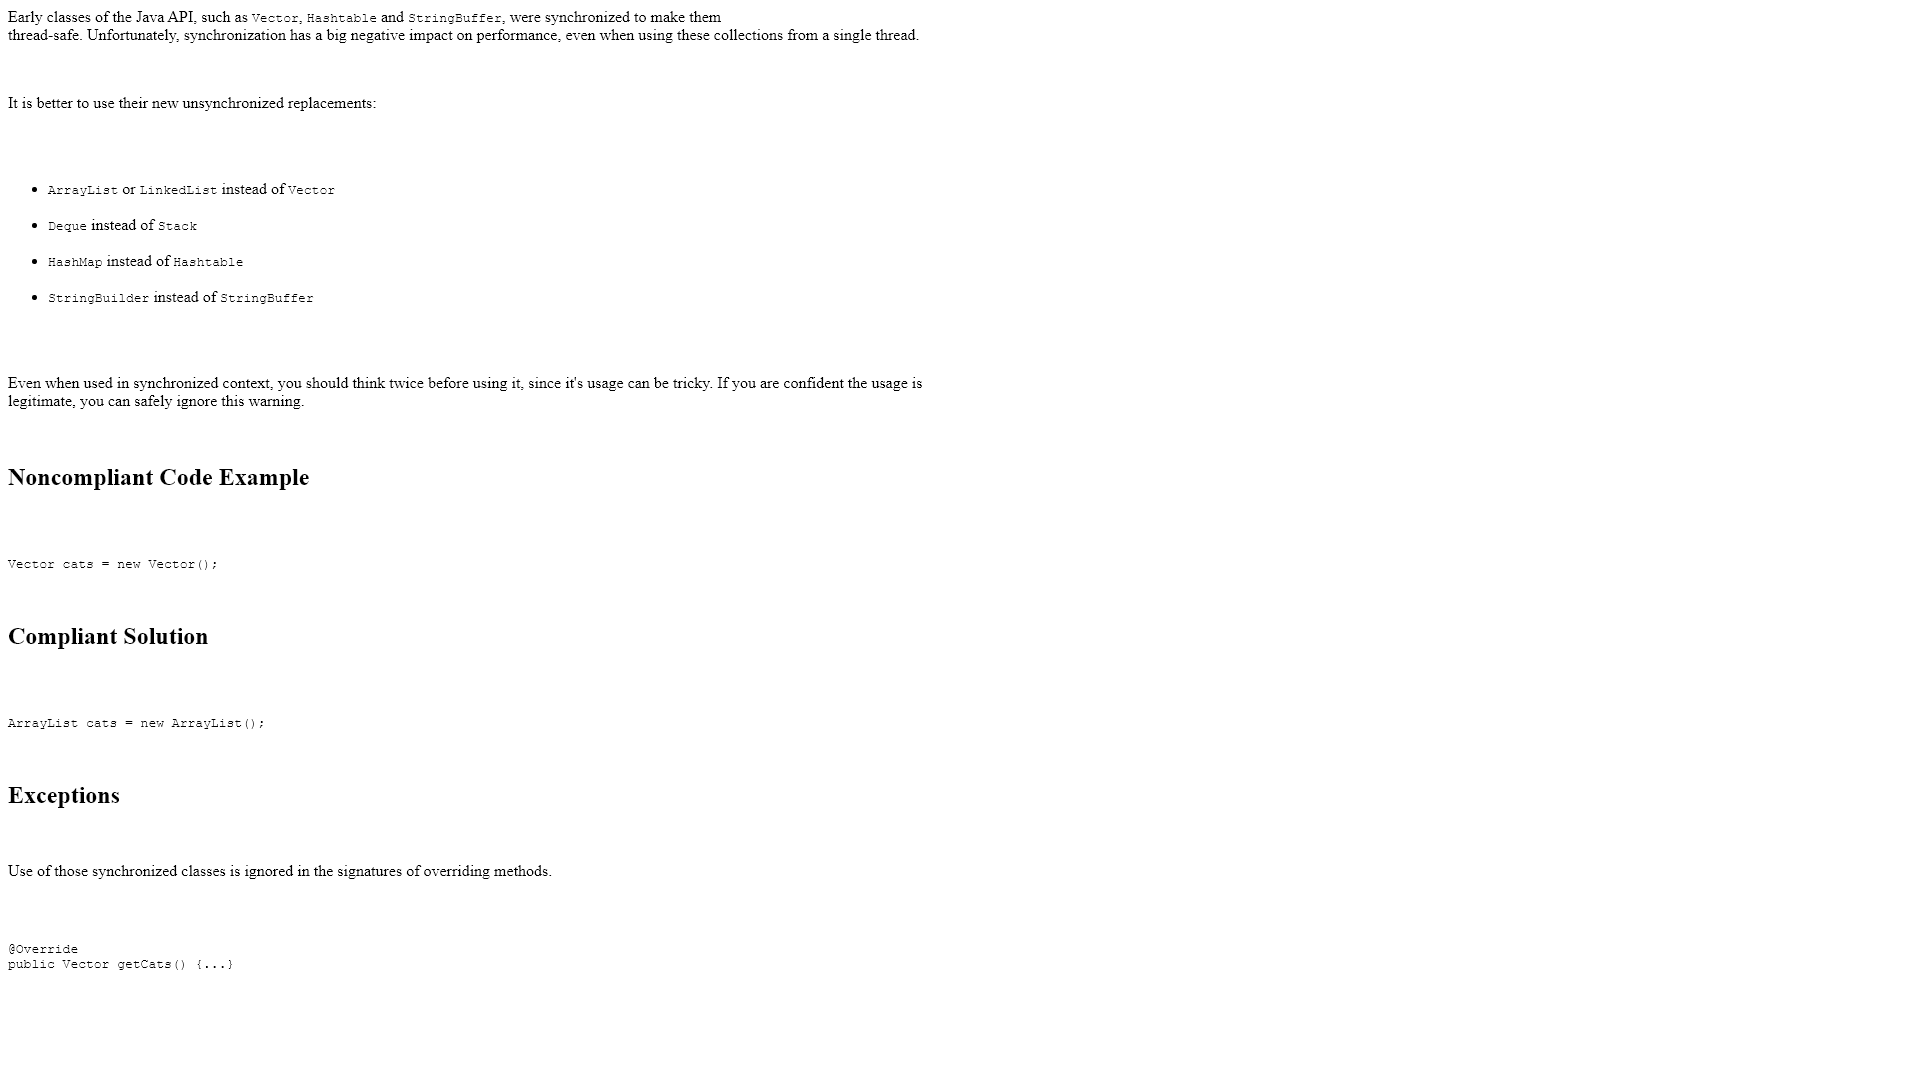 Early classes of the Java API, such as Vector, Hashtable and StringBuffer, were synchronized to make them
thread-safe. Unfortunately, synchronization has a big negative impact on performance, even when using these collections from a single thread.
It is better to use their new unsynchronized replacements:
• ArrayList or LinkedList instead of Vector
• Deque instead of Stack
• HashMap instead of Hashtable
• StringBuilder instead of StringBuffer
Even when used in synchronized context, you should think twice before using it, since it's usage can be tricky. If you are confident the usage is
legitimate, you can safely ignore this warning.
Noncompliant Code Example
Vector cats = new Vector();
Compliant Solution
ArrayList cats = new ArrayList();
Exceptions
Use of those synchronized classes is ignored in the signatures of overriding methods.
@Override
public Vector getCats() {...}